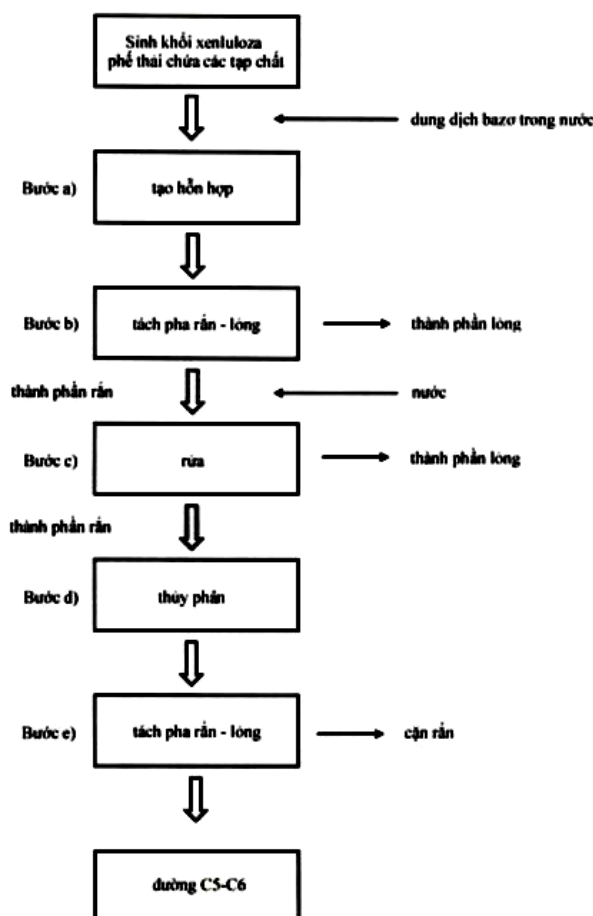 Sinh khối xenluloza
phế thải chứa các tạp chất
dung dịch bazơ trong nước
Bước a)
tạo hỗn hợp
Bước b)
tách pha rắn - lỏng
thành phần lỏng
thành phần rắn
nước
Bước c)
rửa
thành phần lỏng
thành phần rắn
Bước d)
thủy phân
Bước e)
tách pha rắn - lỏng
cặn rắn
đường C5-C6